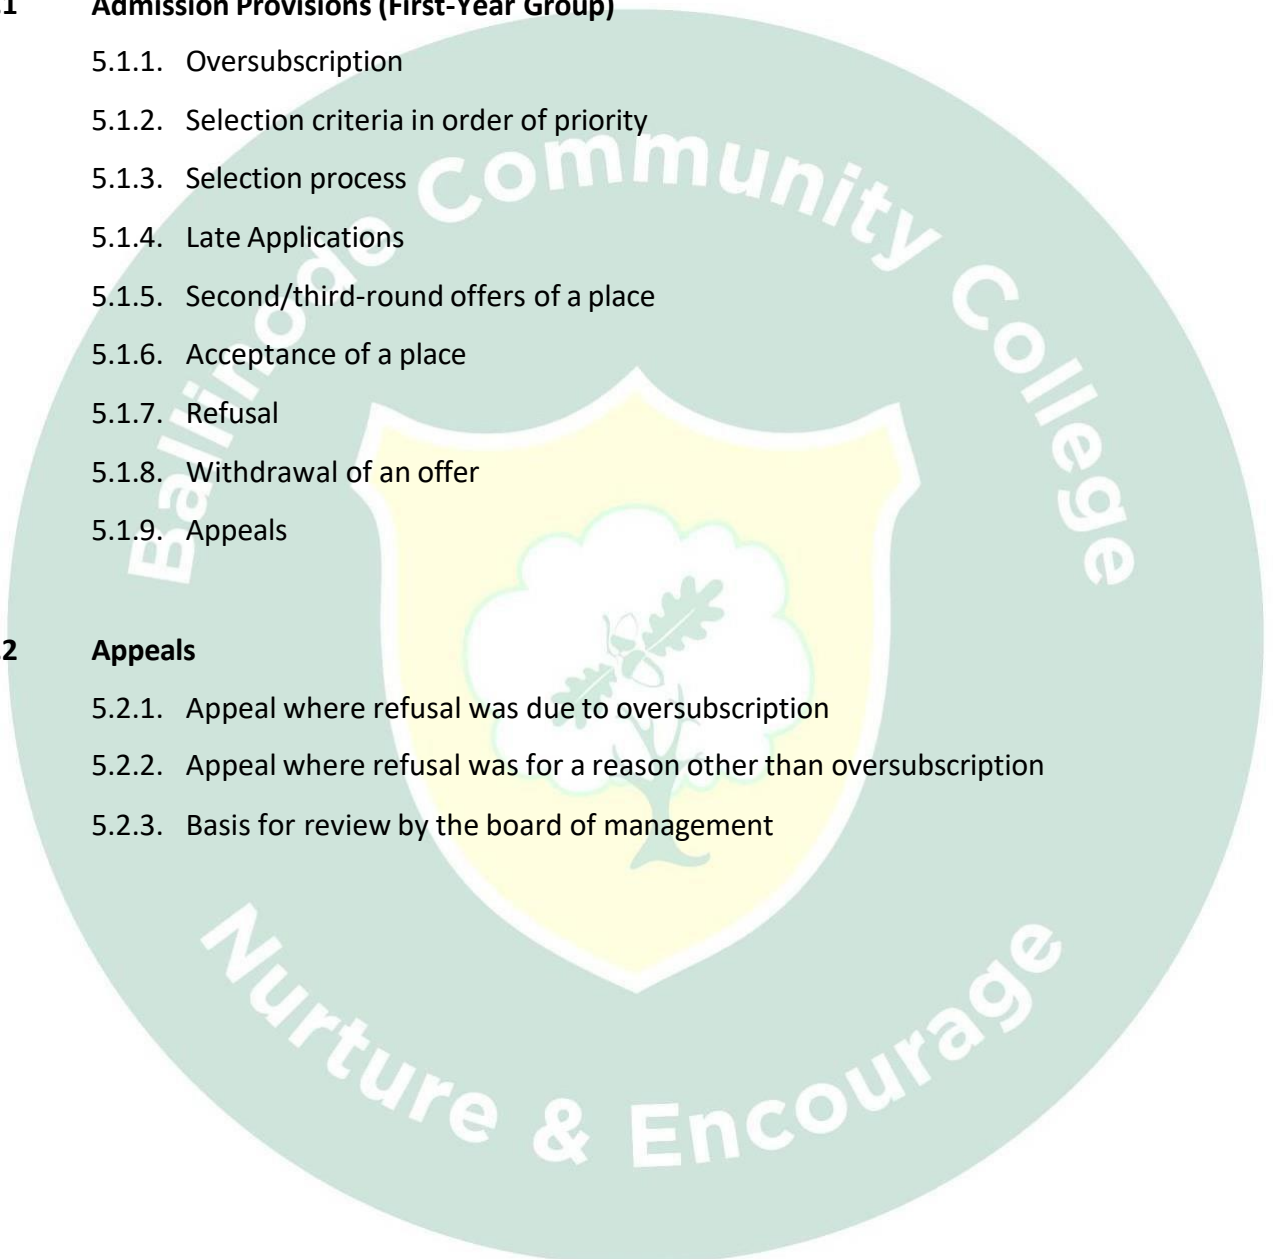 .1 Admission Provisions (First-Year Group)
5.1.1. Oversubscription
5.1.2. Selection criteria in order of priority
5.1.3. Selection process
5.1.4. Late Applications
5.1.5. Second/third-round offers of a place
5.1.6. Acceptance of a place
5.1.7. Refusal
5.1.8. Withdrawal of an offer
5.1.9. Appeals
.2 Appeals
5.2.1. Appeal where refusal was due to oversubscription
5.2.2. Appeal where refusal was for a reason other than oversubscription
5.2.3. Basis for review by the board of management
Ballinode Community College
Nurture & Encourage